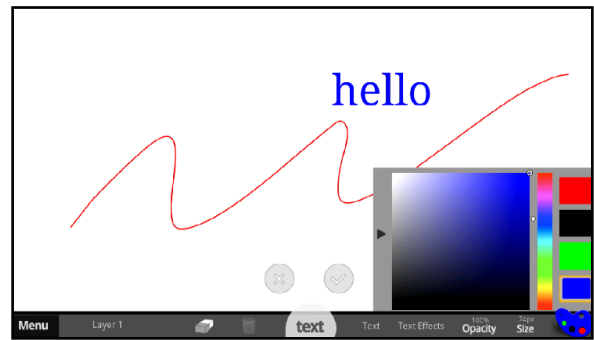 hello
Menu
Layer 1
text
Text
Text Effects
100%
Opacity
74px
Size